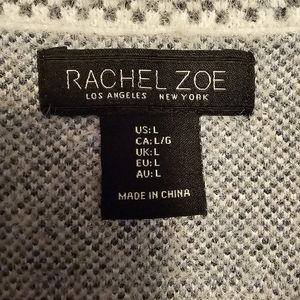 RACHEL ZOE
LOS ANGELES NEW YORK
US: L
CA: L/G
UK: L
EU: L
AU: L
MADE IN CHINA